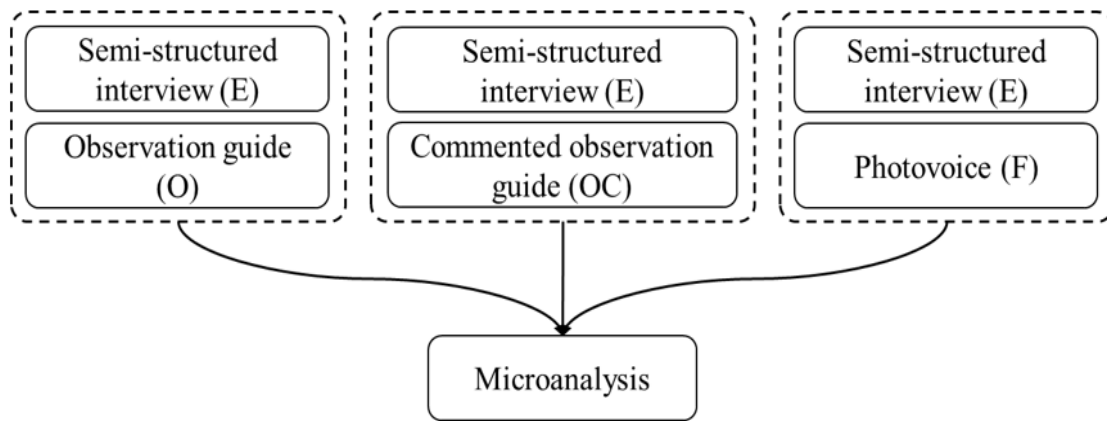 Semi-structured
interview (E)
Observation guide
(O)
Semi-structured
interview (E)
Commented observation
guide (OC)
Semi-structured
interview (E)
Photovoice (F)
Microanalysis